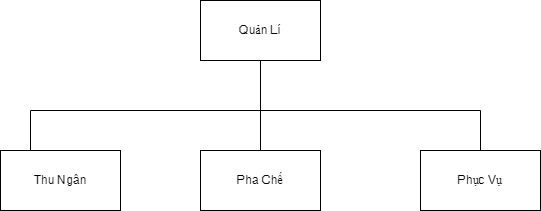 Quản Lí
Thu Ngân
Pha Chế
Phục Vụ